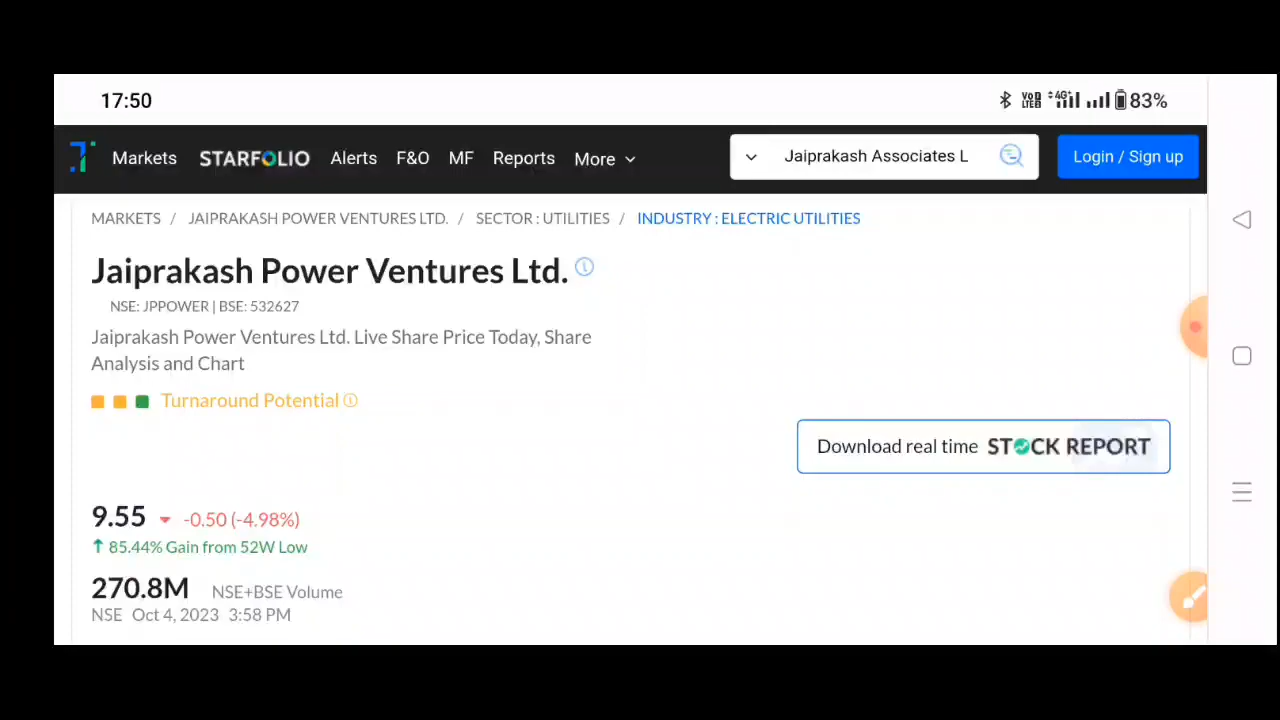 17:50
4G+
VoD
LTE
83%
Markets STARFOLIO Alerts F&O MF Reports More
Jaiprakash Associates L
Login / Sign up
MARKETS / JAIPRAKASH POWER VENTURES LTD. / SECTOR : UTILITIES / INDUSTRY : ELECTRIC UTILITIES
Jaiprakash Power Ventures Ltd.
NSE: JPPOWER | BSE: 532627
Jaiprakash Power Ventures Ltd. Live Share Price Today, Share
Analysis and Chart
Turnaround Potential
Download real time STOCK REPORT
9.55 -0.50 (-4.98%)
85.44% Gain from 52W Low
270.8M NSE+BSE Volume
NSE Oct 4, 2023 3:58 PM